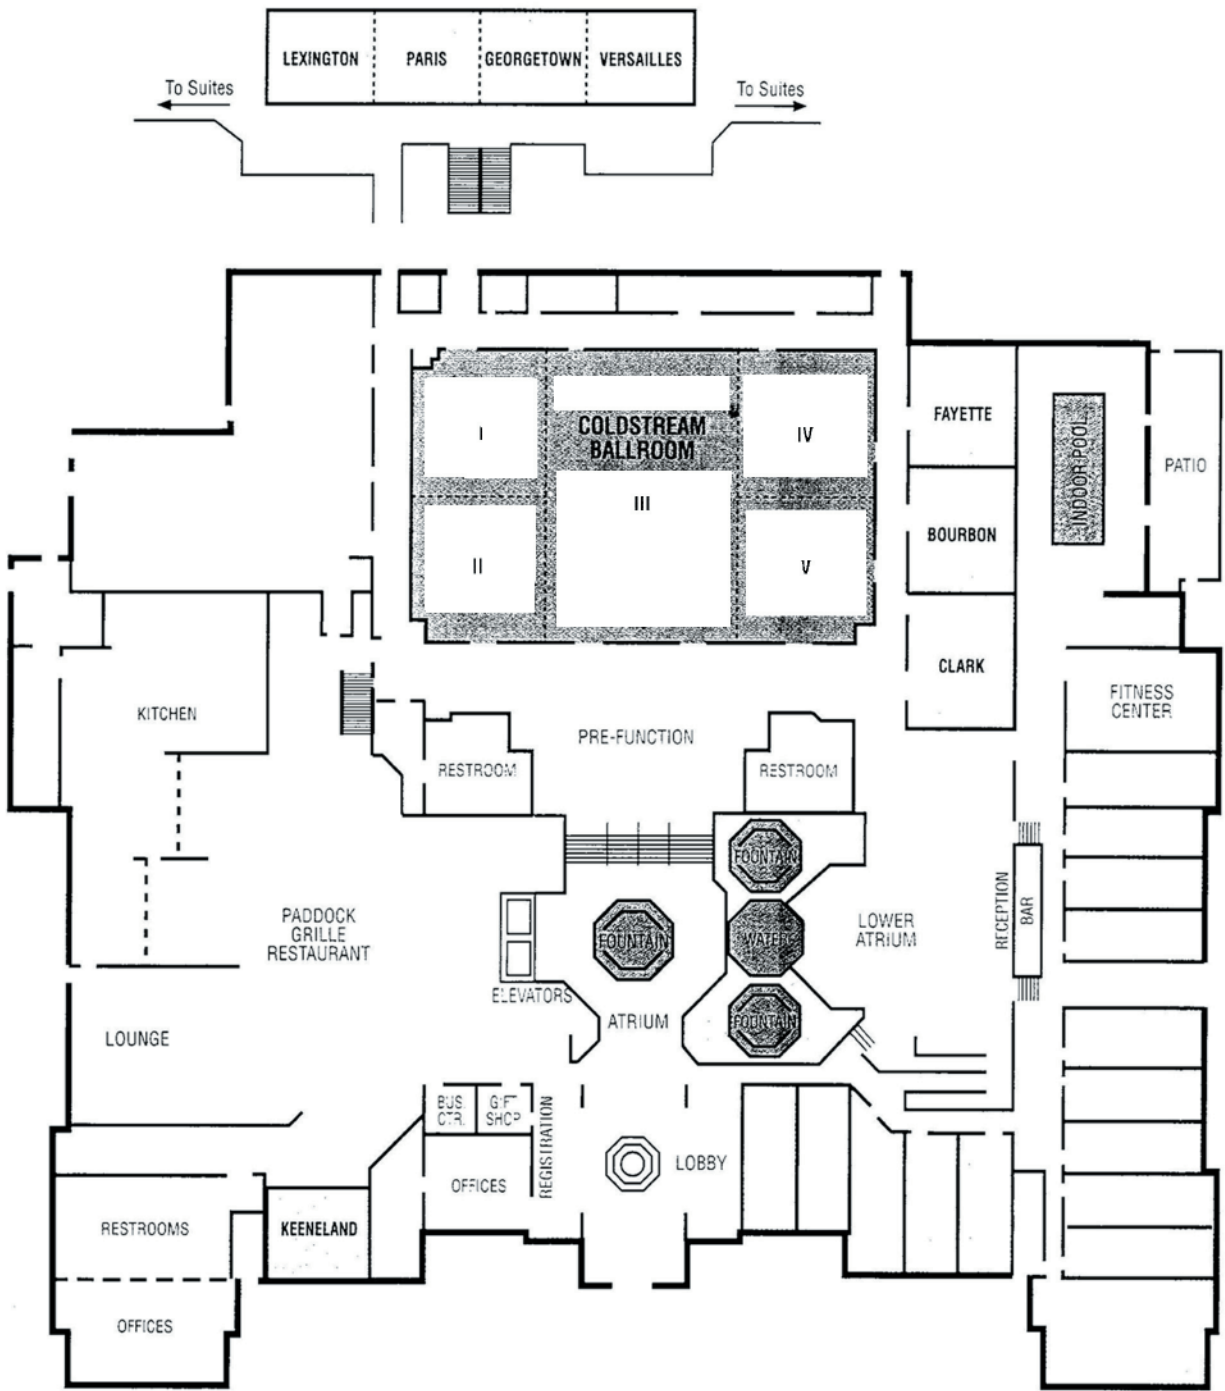 LEXINGTON
PARIS
GEORGETOWN
VERSAILLES
To Suites
To Suites
COLDSTREAM
BALLROOM
I
II
III
IV
V
FAYETTE
BOURBON
CLARK
INDOOR POOL
PATIO
KITCHEN
PRE-FUNCTION
RESTROOM
RESTROOM
FITNESS
CENTER
FOUNTAIN
FOUNTAIN
WATER
FOUNTAIN
PADDOCK
GRILLE
RESTAURANT
LOWER
ATRIUM
RECEPTION
BAR
ELEVATORS
ATRIUM
LOUNGE
BUS.
CTR.
GIFT
SHOP
REGISTRATION
LOBBY
OFFICES
RESTROOMS
KEENELAND
OFFICES